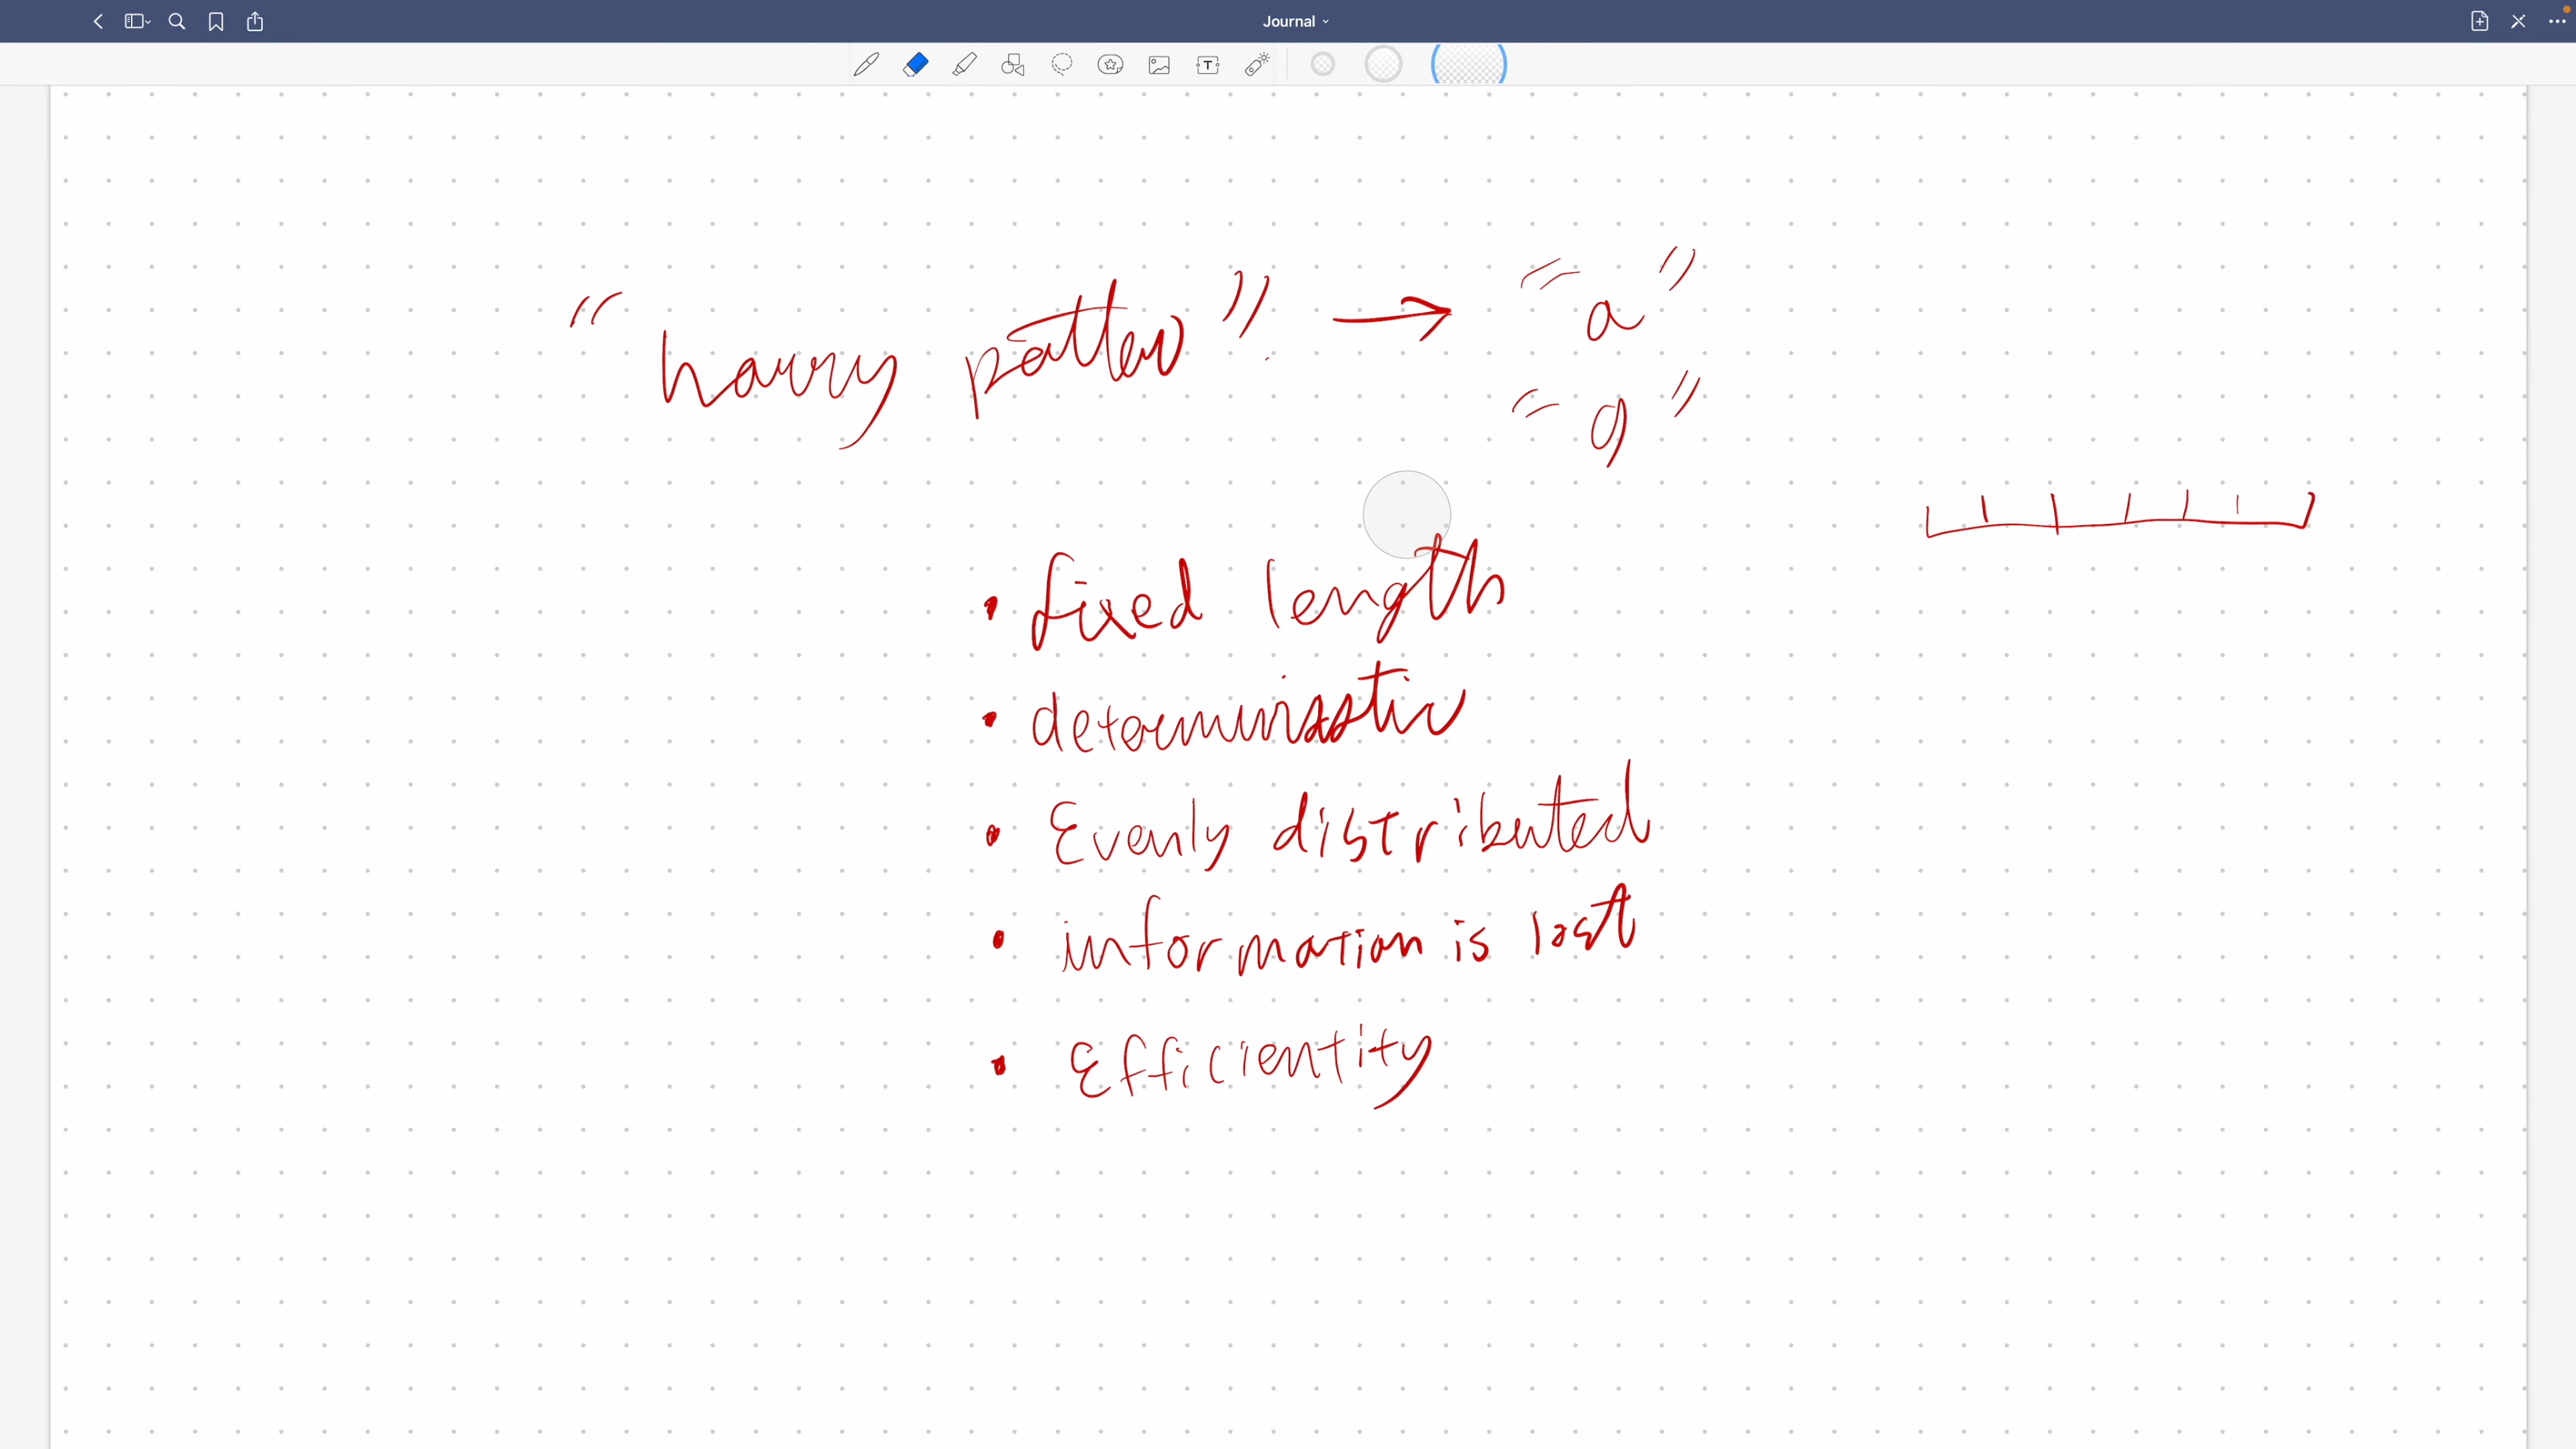 Journal
"harry potter" → "a"
"g"
• fixed length
• deterministic
• Evenly distributed
• information is lost
• Efficientity